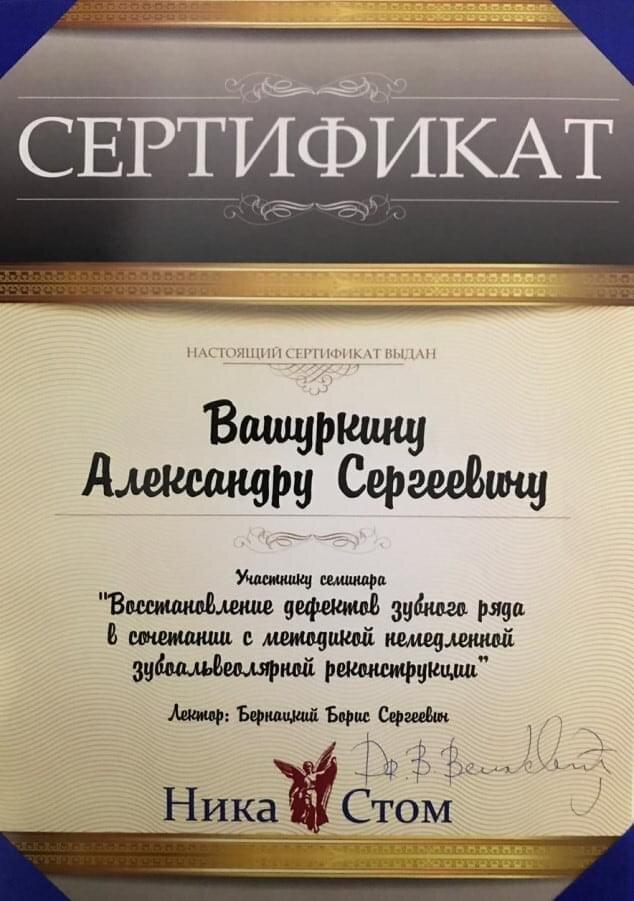 СЕРТИФИКАТ
НАСТОЯЩИЙ СЕРТИФИКАТ ВЫДАН
Вашуркину
Александру Сергеевичу
Участнику семинара
"Восстановление дефектов зубного ряда
в сочетании с методикой немедленной
зубоальвеолярной реконструкции"
Лектор: Бернацкий Борис Сергеевич
Dr. B.
Ника Стом